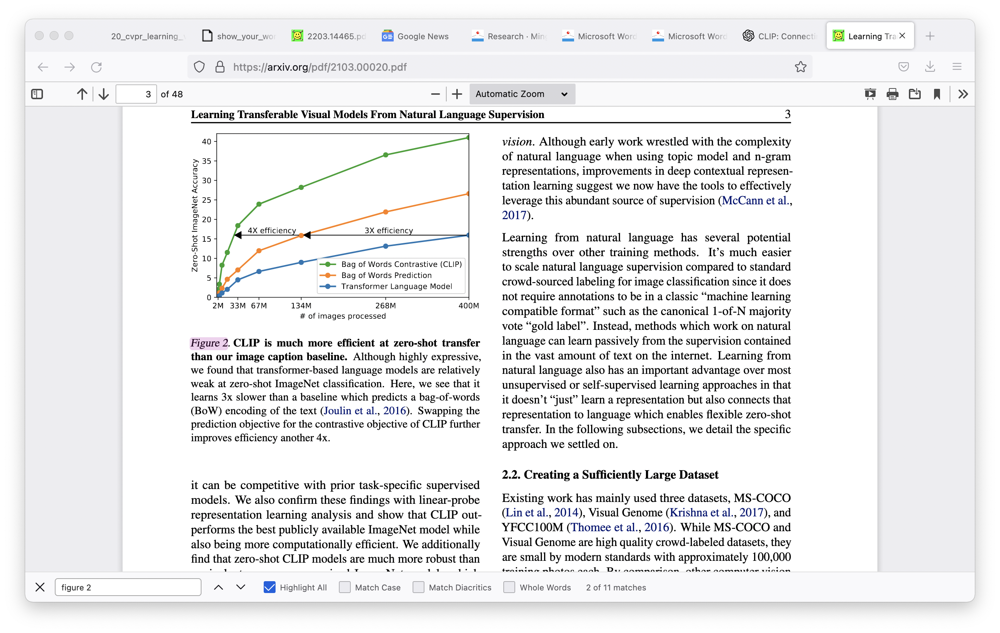 20_cvpr_learning_
show_your_wor
2203.14465.pd
Google News
Research · Min
Microsoft Word
Microsoft Word
CLIP: Connecti
Learning Tra
https://arxiv.org/pdf/2103.00020.pdf
3 of 48
Automatic Zoom
Learning Transferable Visual Models From Natural Language Supervision 3
Zero-Shot ImageNet Accuracy
40
35
30
25
20
15
10
5
0
4X efficiency
3X efficiency
Bag of Words Contrastive (CLIP)
Bag of Words Prediction
Transformer Language Model
2M 33M 67M 134M 268M 400M
# of images processed
Figure 2. CLIP is much more efficient at zero-shot transfer
than our image caption baseline. Although highly expressive,
we found that transformer-based language models are relatively
weak at zero-shot ImageNet classification. Here, we see that it
learns 3x slower than a baseline which predicts a bag-of-words
(BoW) encoding of the text (Joulin et al., 2016). Swapping the
prediction objective for the contrastive objective of CLIP further
improves efficiency another 4x.
it can be competitive with prior task-specific supervised
models. We also confirm these findings with linear-probe
representation learning analysis and show that CLIP out-
performs the best publicly available ImageNet model while
also being more computationally efficient. We additionally
find that zero-shot CLIP models are much more robust than
vision. Although early work wrestled with the complexity
of natural language when using topic model and n-gram
representations, improvements in deep contextual represen-
tation learning suggest we now have the tools to effectively
leverage this abundant source of supervision (McCann et al.,
2017).
Learning from natural language has several potential
strengths over other training methods. It’s much easier
to scale natural language supervision compared to standard
crowd-sourced labeling for image classification since it does
not require annotations to be in a classic “machine learning
compatible format” such as the canonical 1-of-N majority
vote “gold label”. Instead, methods which work on natural
language can learn passively from the supervision contained
in the vast amount of text on the internet. Learning from
natural language also has an important advantage over most
unsupervised or self-supervised learning approaches in that
it doesn’t “just” learn a representation but also connects that
representation to language which enables flexible zero-shot
transfer. In the following subsections, we detail the specific
approach we settled on.
2.2. Creating a Sufficiently Large Dataset
Existing work has mainly used three datasets, MS-COCO
(Lin et al., 2014), Visual Genome (Krishna et al., 2017), and
YFCC100M (Thomee et al., 2016). While MS-COCO and
Visual Genome are high quality crowd-labeled datasets, they
are small by modern standards with approximately 100,000
training photos each. By comparison, other computer vision
figure 2
Highlight All
Match Case
Match Diacritics
Whole Words
2 of 11 matches